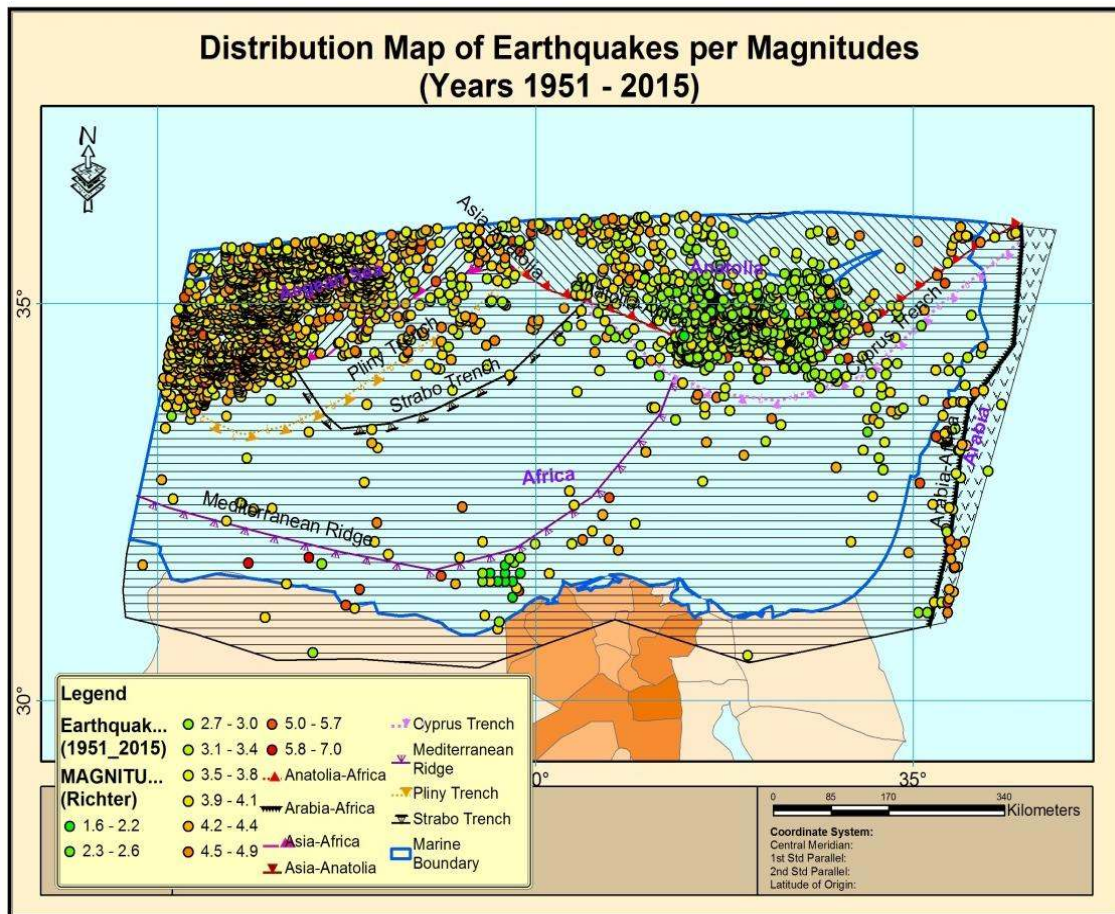 Distribution Map of Earthquakes per Magnitudes
(Years 1951 - 2015)
N
Asia-Anatolia
Aegean Sea
Anatolia
35°
Pliny Trench
Strabo Trench
Cyprus Trench
Africa
Arabia-Africa
Arabia
Mediterranean Ridge
30°
35°
Legend
Earthquak...
(1951_2015)
MAGNITU...
(Richter)
1.6 - 2.2
2.3 - 2.6
2.7 - 3.0
3.1 - 3.4
3.5 - 3.8
3.9 - 4.1
4.2 - 4.4
4.5 - 4.9
5.0 - 5.7
5.8 - 7.0
Anatolia-Africa
Arabia-Africa
Asia-Africa
Asia-Anatolia
Cyprus Trench
Mediterranean
Ridge
Pliny Trench
Strabo Trench
Marine
Boundary
0 85 170 340
Kilometers
Coordinate System:
Central Meridian:
1st Std Parallel:
2nd Std Parallel:
Latitude of Origin: